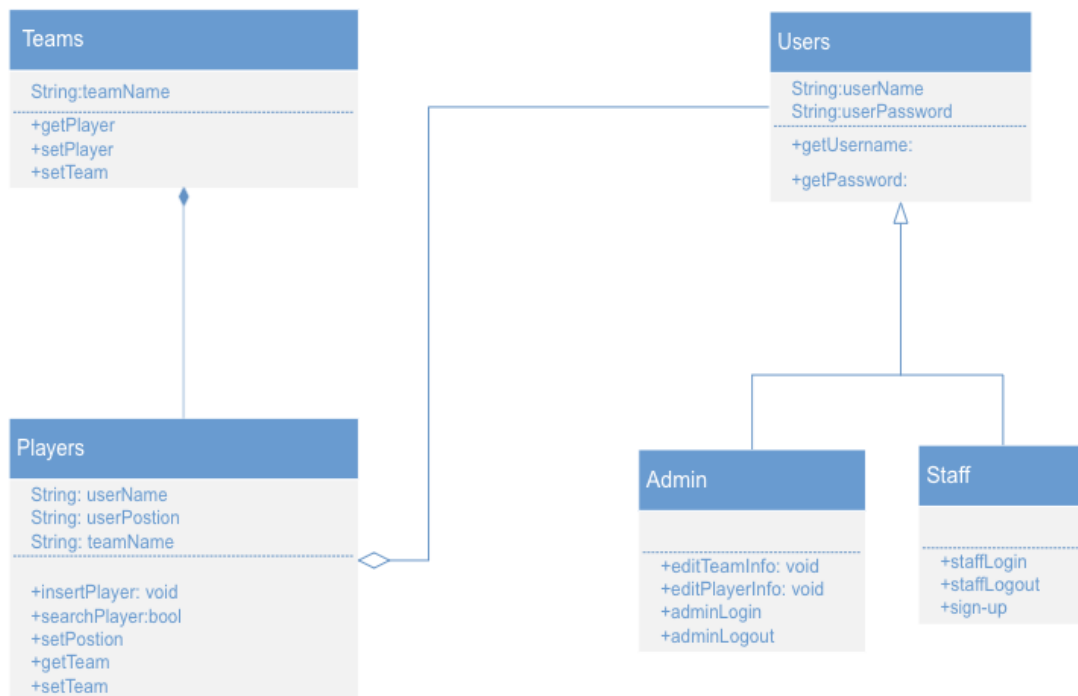 Teams
String:teamName
+getPlayer
+setPlayer
+setTeam
Users
String:userName
String:userPassword
+getUsername:
+getPassword:
Players
String: userName
String: userPostion
String: teamName
+insertPlayer: void
+searchPlayer:bool
+setPostion
+getTeam
+setTeam
Admin
+editTeamInfo: void
+editPlayerInfo: void
+adminLogin
+adminLogout
Staff
+staffLogin
+staffLogout
+sign-up